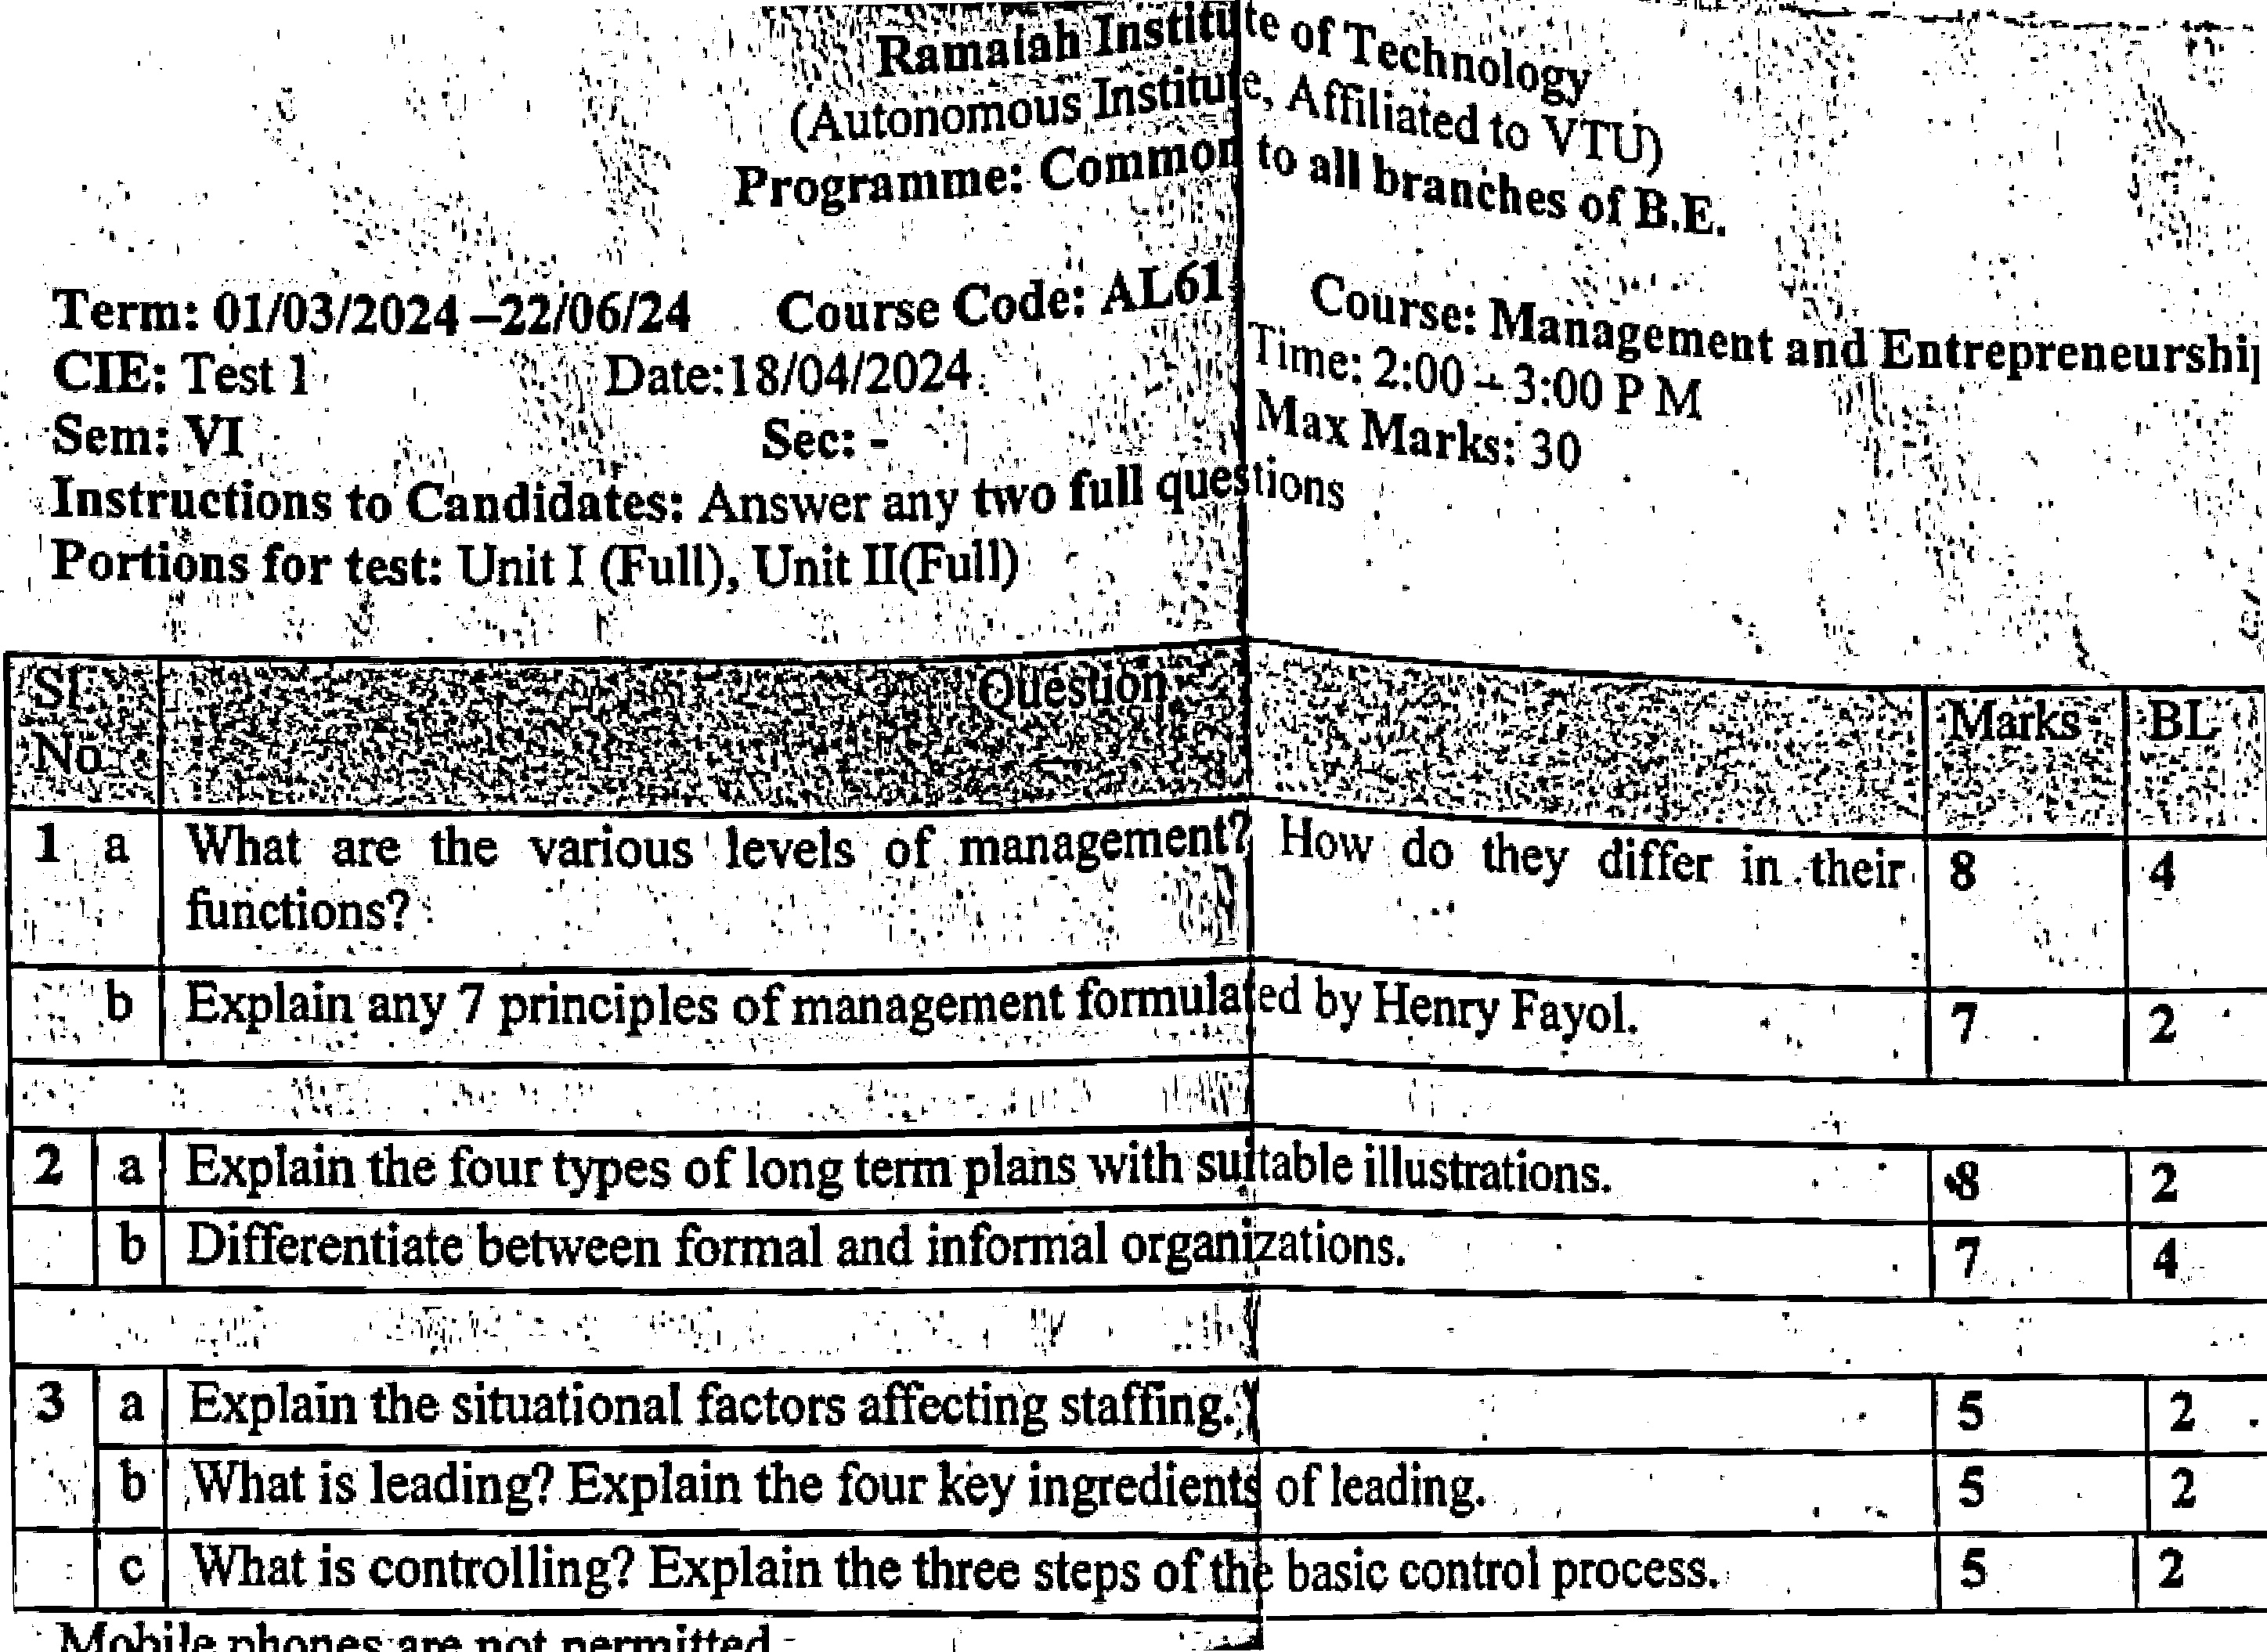 Ramaiah Institute of Technology
(Autonomous Institute, Affiliated to VTU)
Programme: Common to all branches of B.E.
Term: 01/03/2024 –22/06/24 Course Code: AL61 Course: Management and Entrepreneurship
CIE: Test 1 Date:18/04/2024 Time: 2:00 – 3:00 P M
Sem: VI Sec: - Max Marks: 30
Instructions to Candidates: Answer any two full questions
Portions for test: Unit I (Full), Unit II(Full)
Sl Question Marks BL
No
1 a What are the various levels of management? How do they differ in their 8 4
functions?
b Explain any 7 principles of management formulated by Henry Fayol. 7 2
2 a Explain the four types of long term plans with suitable illustrations. 8 2
b Differentiate between formal and informal organizations. 7 4
3 a Explain the situational factors affecting staffing. 5 2
b What is leading? Explain the four key ingredients of leading. 5 2
c What is controlling? Explain the three steps of the basic control process. 5 2
Mobile phones are not permitted